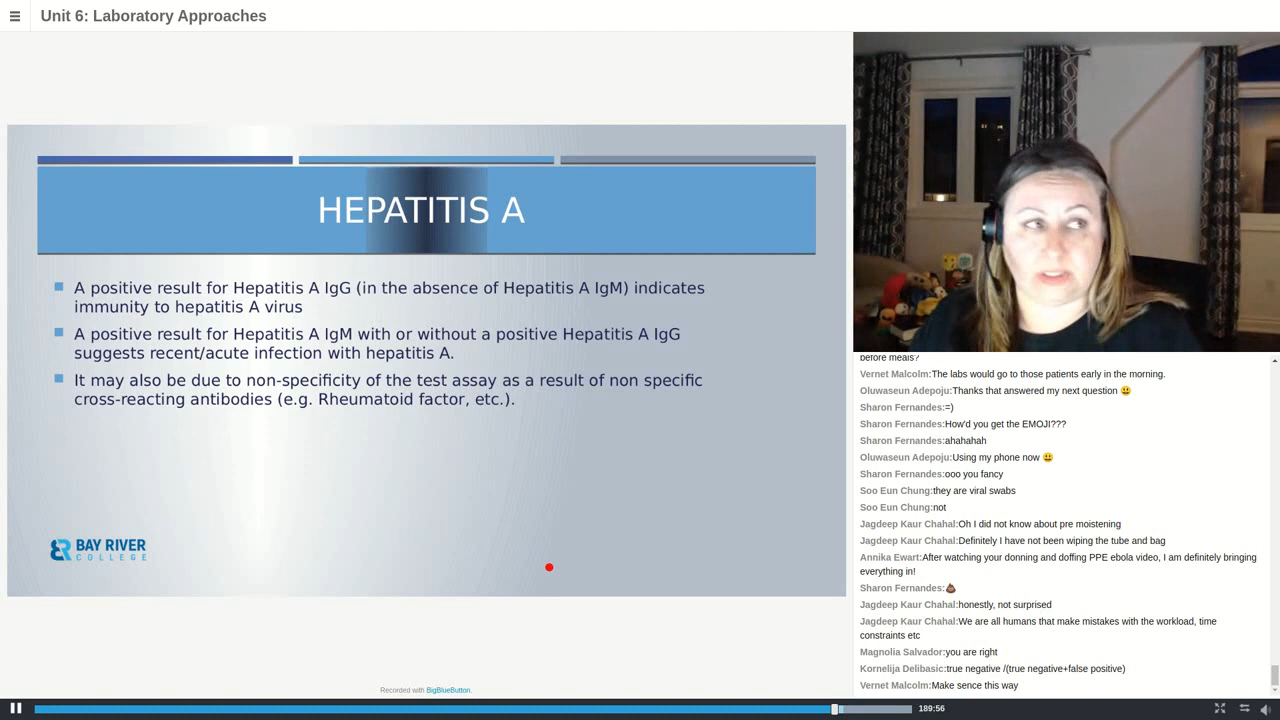 Unit 6: Laboratory Approaches
HEPATITIS A
A positive result for Hepatitis A IgG (in the absence of Hepatitis A IgM) indicates
immunity to hepatitis A virus
A positive result for Hepatitis A IgM with or without a positive Hepatitis A IgG
suggests recent/acute infection with hepatitis A.
It may also be due to non-specificity of the test assay as a result of non specific
cross-reacting antibodies (e.g. Rheumatoid factor, etc.).
BAY RIVER
COLLEGE
Recorded with BigBlueButton.
before meals?
Vernet Malcolm:The labs would go to those patients early in the morning.
Oluwaseun Adepoju:Thanks that answered my next question 😃
Sharon Fernandes:=)
Sharon Fernandes:How'd you get the EMOJI???
Sharon Fernandes:ahahahah
Oluwaseun Adepoju:Using my phone now 😃
Sharon Fernandes:ooo you fancy
Soo Eun Chung:they are viral swabs
Soo Eun Chung:not
Jagdeep Kaur Chahal:Oh I did not know about pre moistening
Jagdeep Kaur Chahal:Definitely I have not been wiping the tube and bag
Annika Ewart:After watching your donning and doffing PPE ebola video, I am definitely bringing
everything in!
Sharon Fernandes:💩
Jagdeep Kaur Chahal:honestly, not surprised
Jagdeep Kaur Chahal:We are all humans that make mistakes with the workload, time
constraints etc
Magnolia Salvador:you are right
Kornelija Delibasic:true negative /(true negative+false positive)
Vernet Malcolm:Make sence this way
189:56